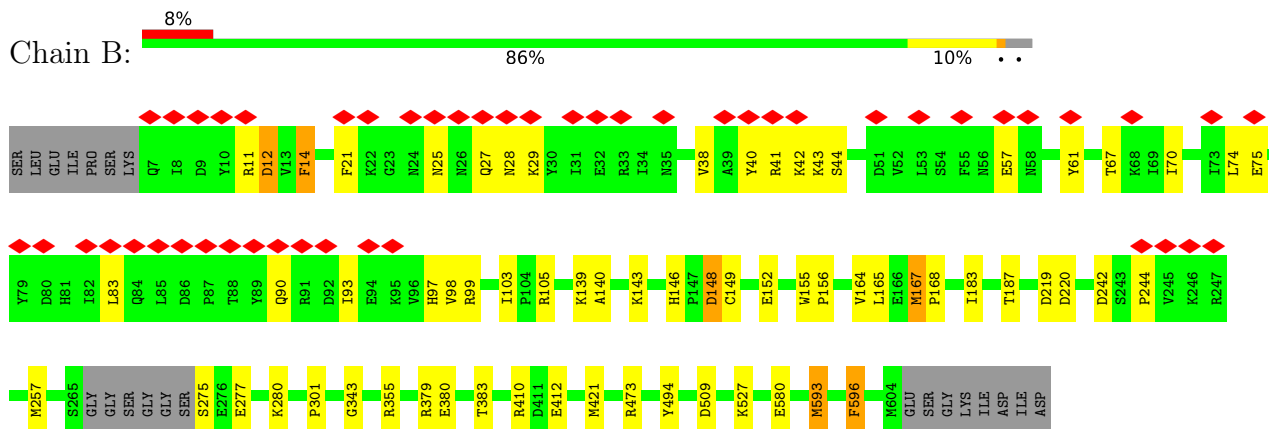 8%
Chain B:
86% 10% • •
SER LEU GLU ILE PRO SER LYS Q7 I8 D9 Y10 R11 D12 V13 F14 F21 K22 G23 N24 N25 N26 Q27 N28 K29 Y30 I31 E32 R33 I34 N35 V38 A39 Y40 R41 K42 K43 S44 D51 V52 L53 S54 F55 N56 E57 N58 Y61 T67 K68 I69 I70 I73 L74 E75
Y79 D80 H81 I82 L83 Q84 L85 D86 P87 T88 Y89 Q90 R91 D92 I93 E94 K95 V96 H97 V98 R99 I103 P104 R105 K139 A140 K143 H146 P147 D148 C149 E152 W155 P156 V164 L165 E166 M167 P168 I183 T187 D219 D220 D242 S243 P244 V245 K246 R247
M257 S265 GLY GLY SER GLY GLY SER S275 E276 E277 K280 P301 G343 R355 R379 E380 T383 R410 D411 E412 M421 R473 Y494 D509 K527 E580 M593 F596 M604 GLU SER GLY LYS ILE ASP ILE ASP